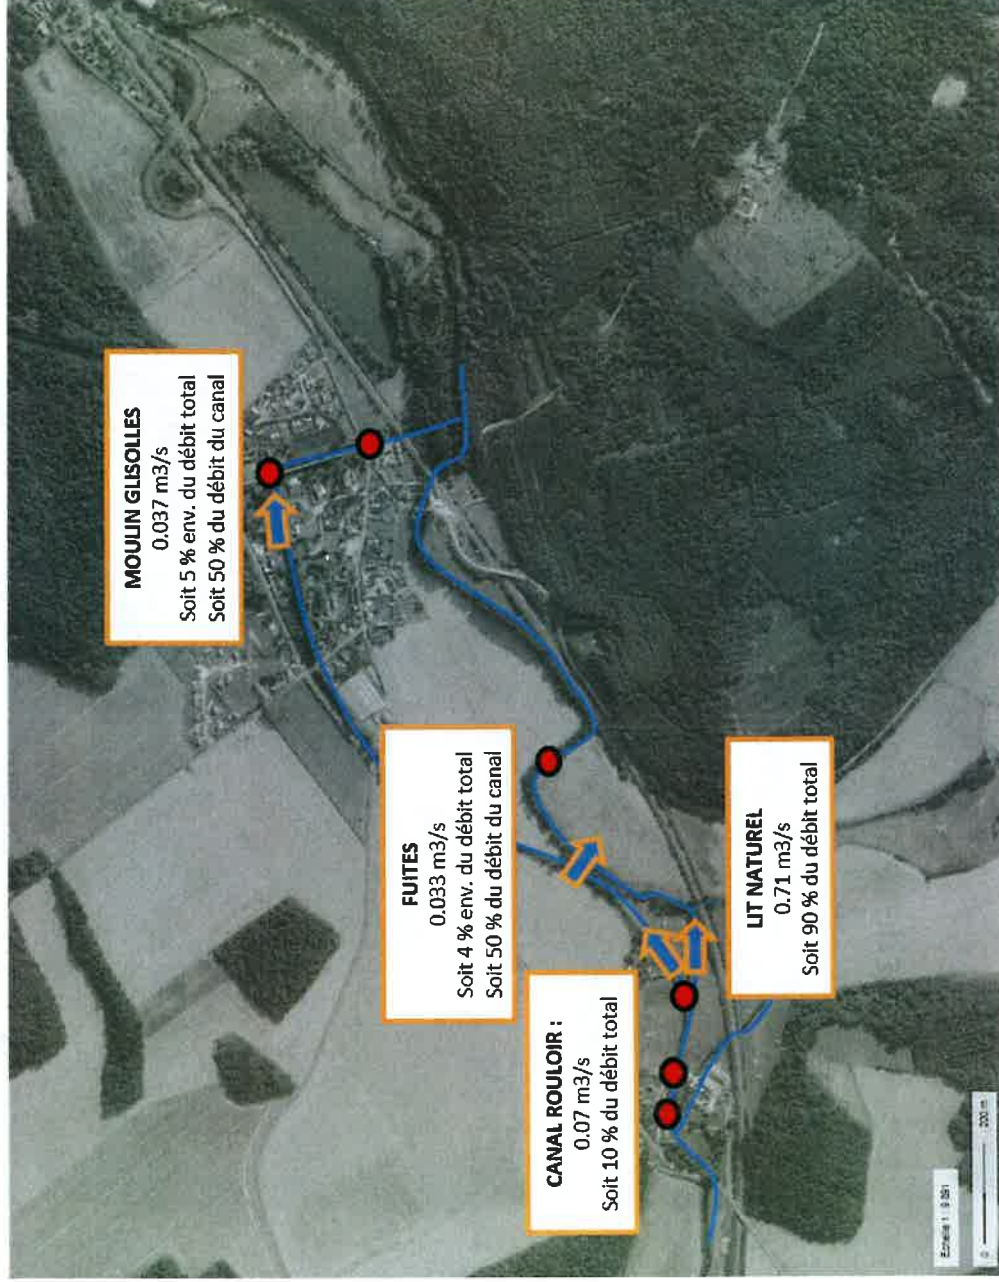 MOULIN GLISOLLES
0.037 m3/s
Soit 5 % env. du débit total
Soit 50 % du débit du canal
FUITES
0.033 m3/s
Soit 4 % env. du débit total
Soit 50 % du débit du canal
CANAL ROULOIR :
0.07 m3/s
Soit 10 % du débit total
LIT NATUREL
0.71 m3/s
Soit 90 % du débit total
0
200 m